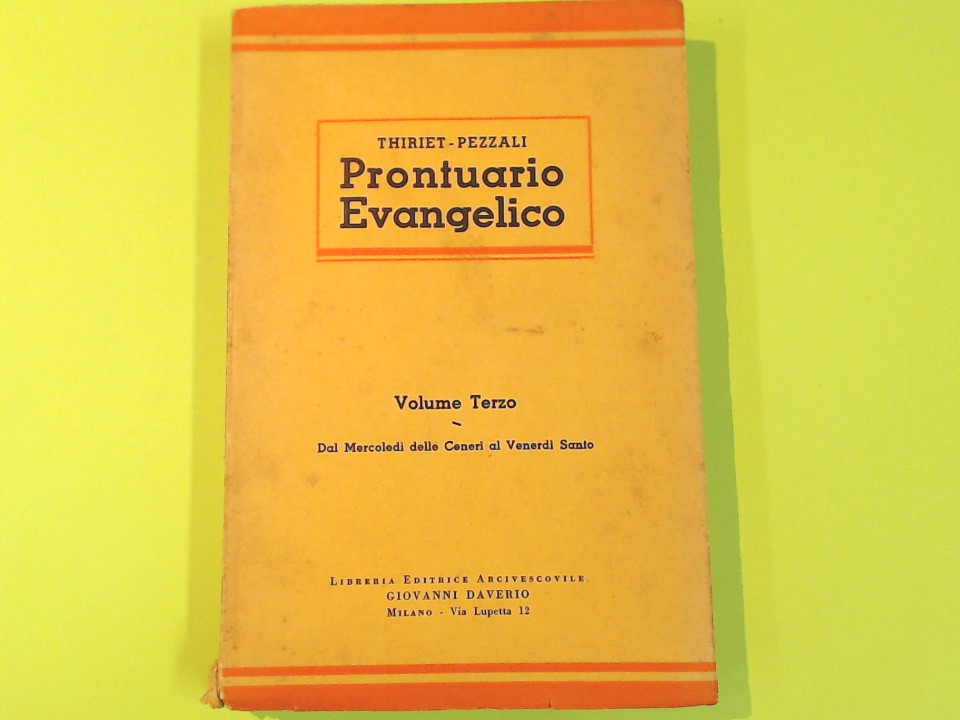 THIRIET-PEZZALI
Prontuario
Evangelico
Volume Terzo
~
Dal Mercoledì delle Ceneri al Venerdì Santo
LIBRERIA EDITRICE ARCIVESCOVILE
GIOVANNI DAVERIO
MILANO - Via Lupetta 12